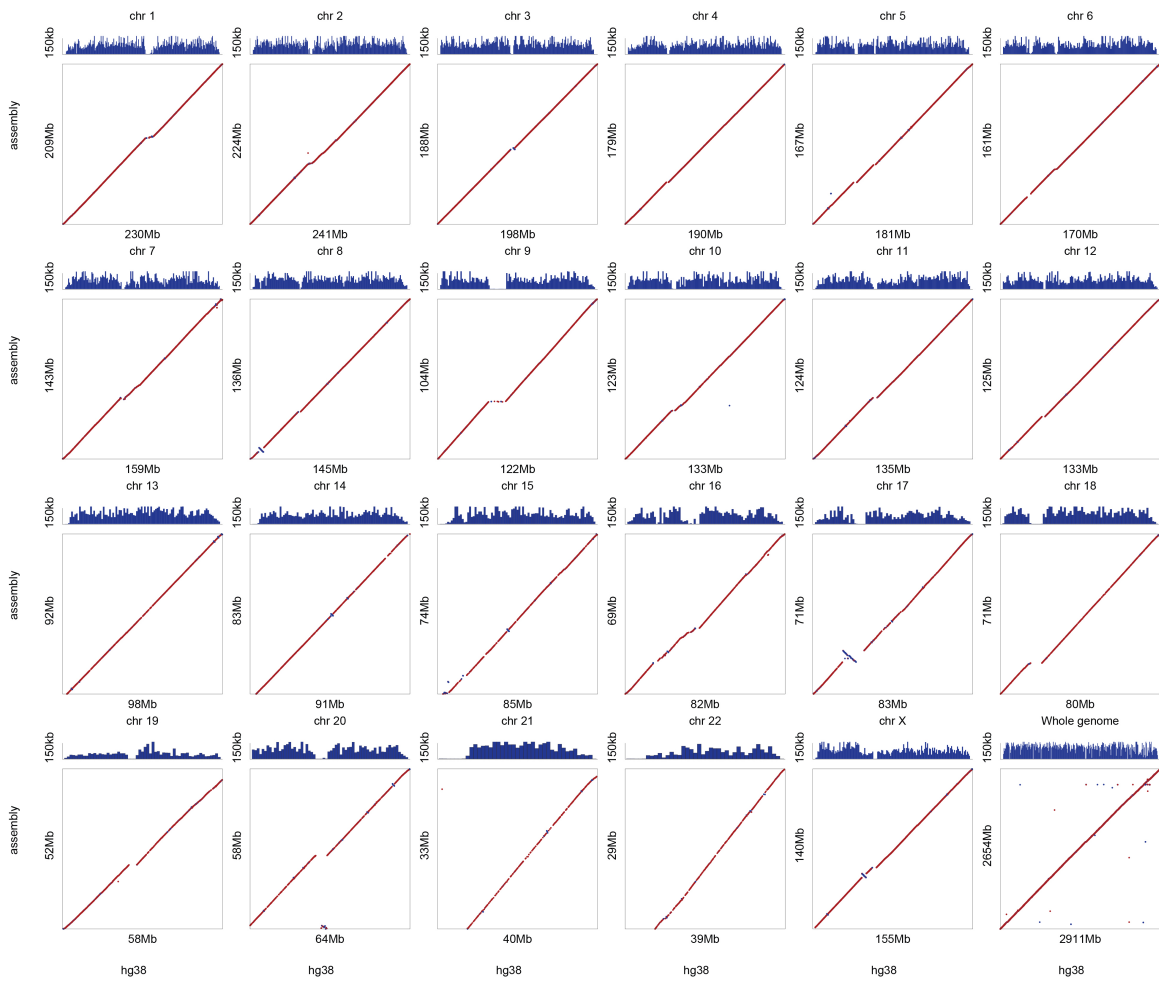 chr 1 chr 2 chr 3 chr 4 chr 5 chr 6
150kb 150kb 150kb 150kb 150kb 150kb
assembly 209Mb 224Mb 188Mb 179Mb 167Mb 161Mb
230Mb 241Mb 198Mb 190Mb 181Mb 170Mb
chr 7 chr 8 chr 9 chr 10 chr 11 chr 12
150kb 150kb 150kb 150kb 150kb 150kb
assembly 143Mb 136Mb 104Mb 123Mb 124Mb 125Mb
159Mb 145Mb 122Mb 133Mb 135Mb 133Mb
chr 13 chr 14 chr 15 chr 16 chr 17 chr 18
150kb 150kb 150kb 150kb 150kb 150kb
assembly 92Mb 83Mb 74Mb 69Mb 71Mb 71Mb
98Mb 91Mb 85Mb 82Mb 83Mb 80Mb
chr 19 chr 20 chr 21 chr 22 chr X Whole genome
150kb 150kb 150kb 150kb 150kb 150kb
assembly 52Mb 58Mb 33Mb 29Mb 140Mb 2654Mb
58Mb 64Mb 40Mb 39Mb 155Mb 2911Mb
hg38 hg38 hg38 hg38 hg38 hg38